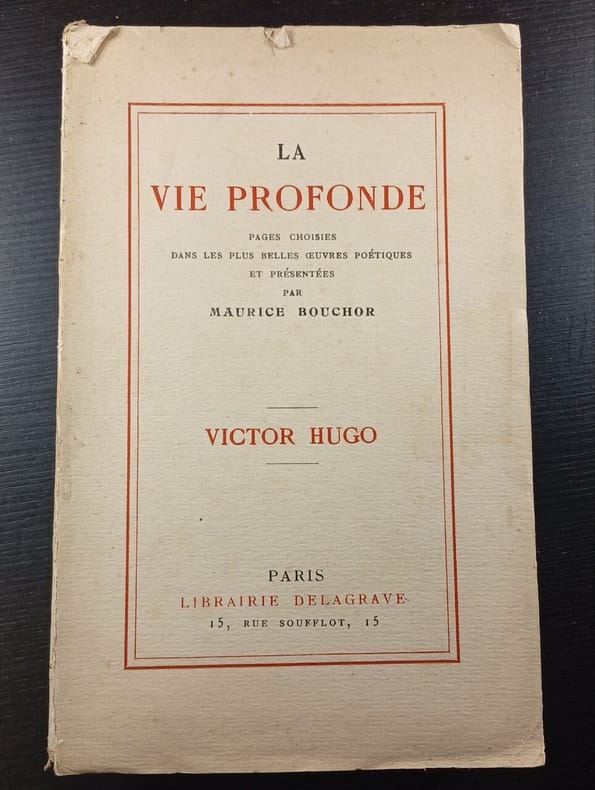 LA
VIE PROFONDE
PAGES CHOISIES
DANS LES PLUS BELLES ŒUVRES POÉTIQUES
ET PRÉSENTÉES
PAR
MAURICE BOUCHOR
VICTOR HUGO
PARIS
LIBRAIRIE DELAGRAVE
15, RUE SOUFFLOT, 15